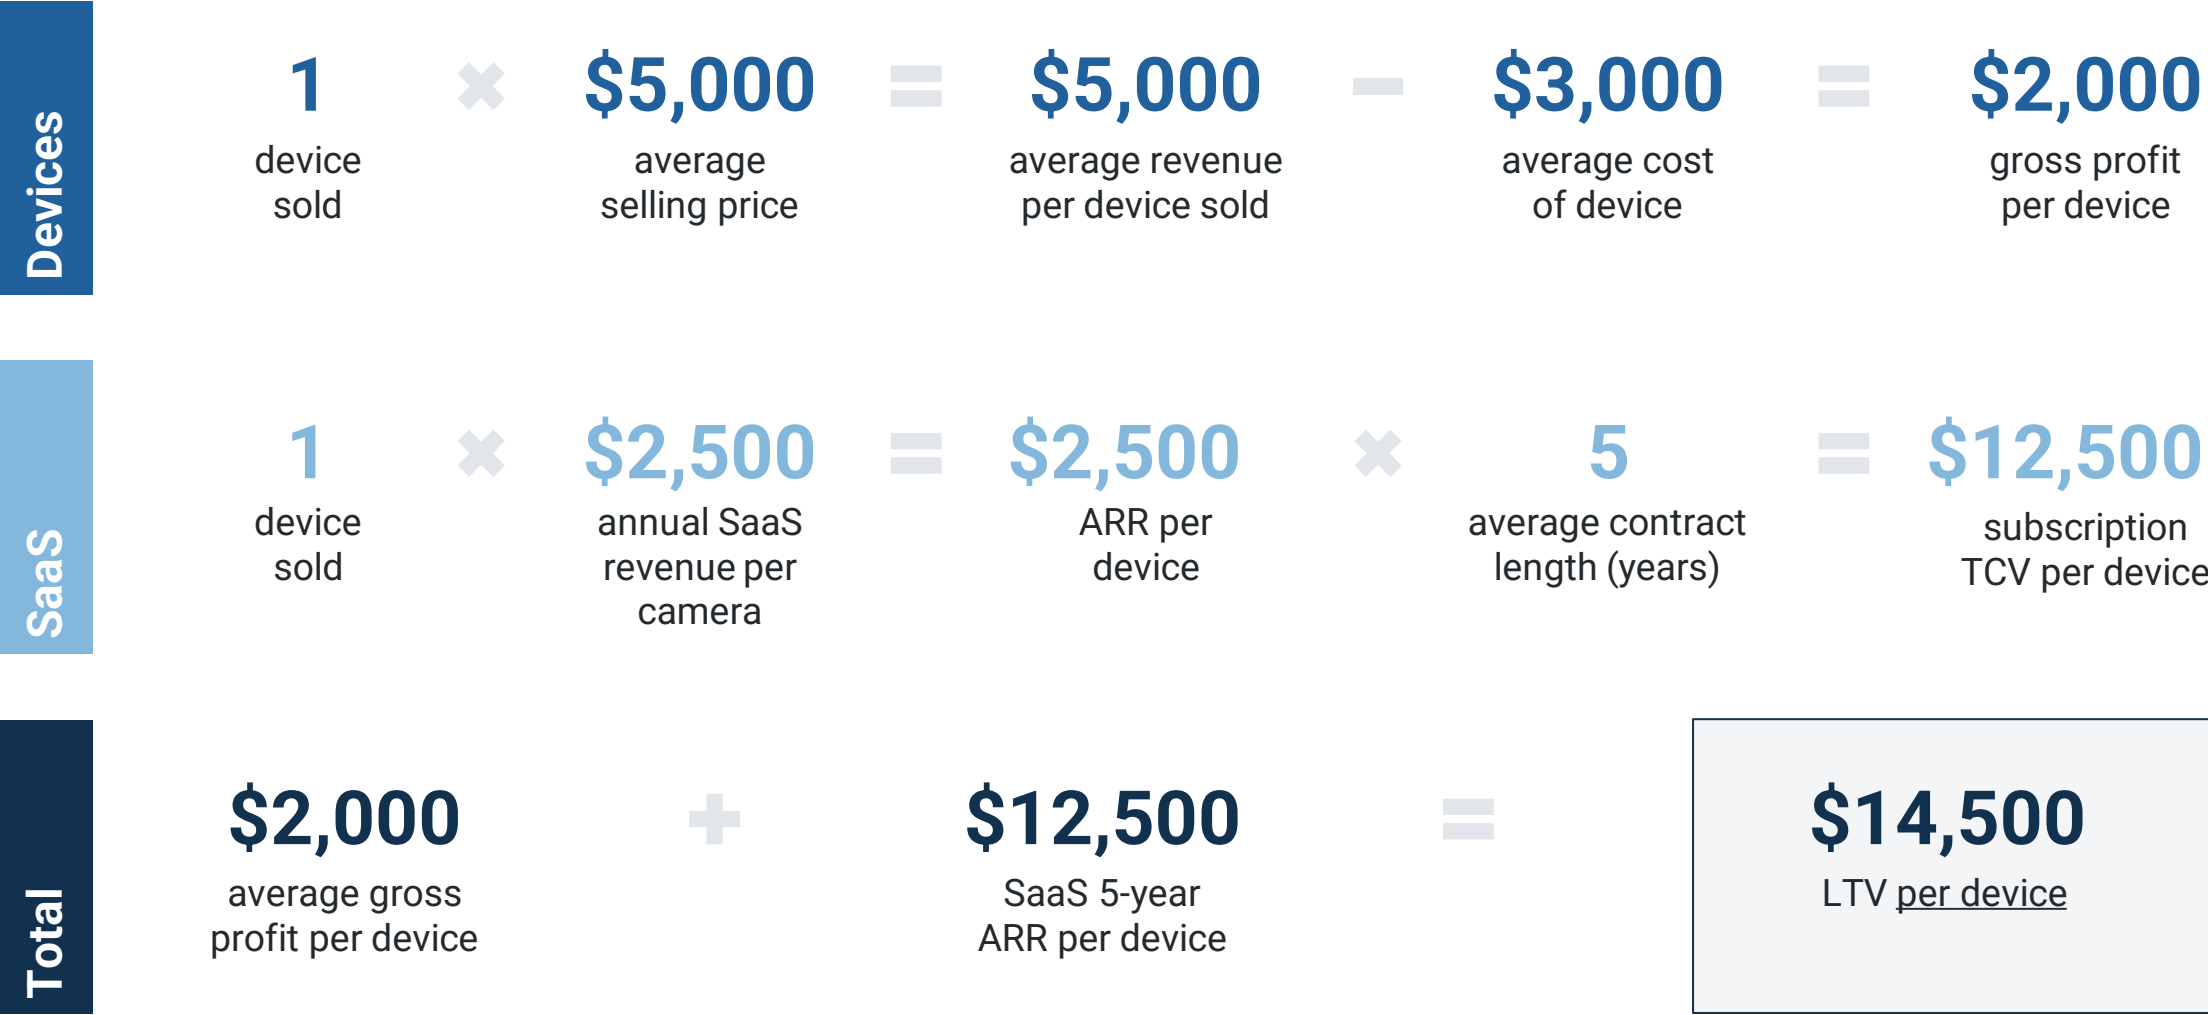 Devices
1 × $5,000 = $5,000 − $3,000 = $2,000
device average average revenue average cost gross profit
sold selling price per device sold of device per device
SaaS
1 × $2,500 = $2,500 × 5 = $12,500
device annual SaaS ARR per average contract subscription
sold revenue per device length (years) TCV per device
camera
Total
$2,000 + $12,500 = $14,500
average gross SaaS 5-year LTV per device
profit per device ARR per device